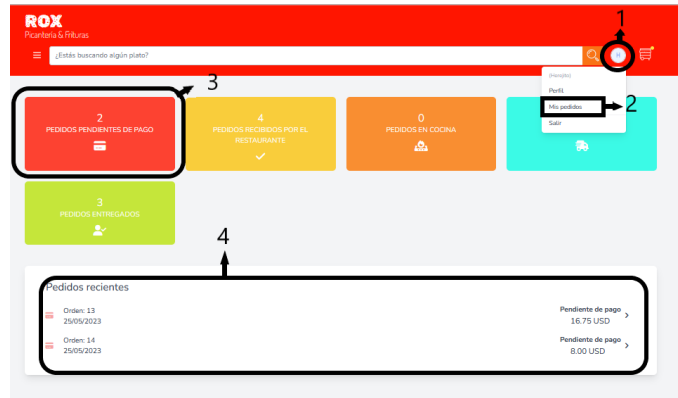 1
ROX
Picantería & Frituras
¿Estás buscando algún plato?
H
(Horo)(to)
Perfil
Mis pedidos
2
Salir
3
2
PEDIDOS PENDIENTES DE PAGO
4
PEDIDOS RECIBIDOS POR EL
RESTAURANTE
0
PEDIDOS EN COCINA
3
PEDIDOS ENTREGADOS
4
Pedidos recientes
Orden: 13
25/05/2023
Pendiente de pago
16.75 USD
Orden: 14
25/05/2023
Pendiente de pago
8.00 USD